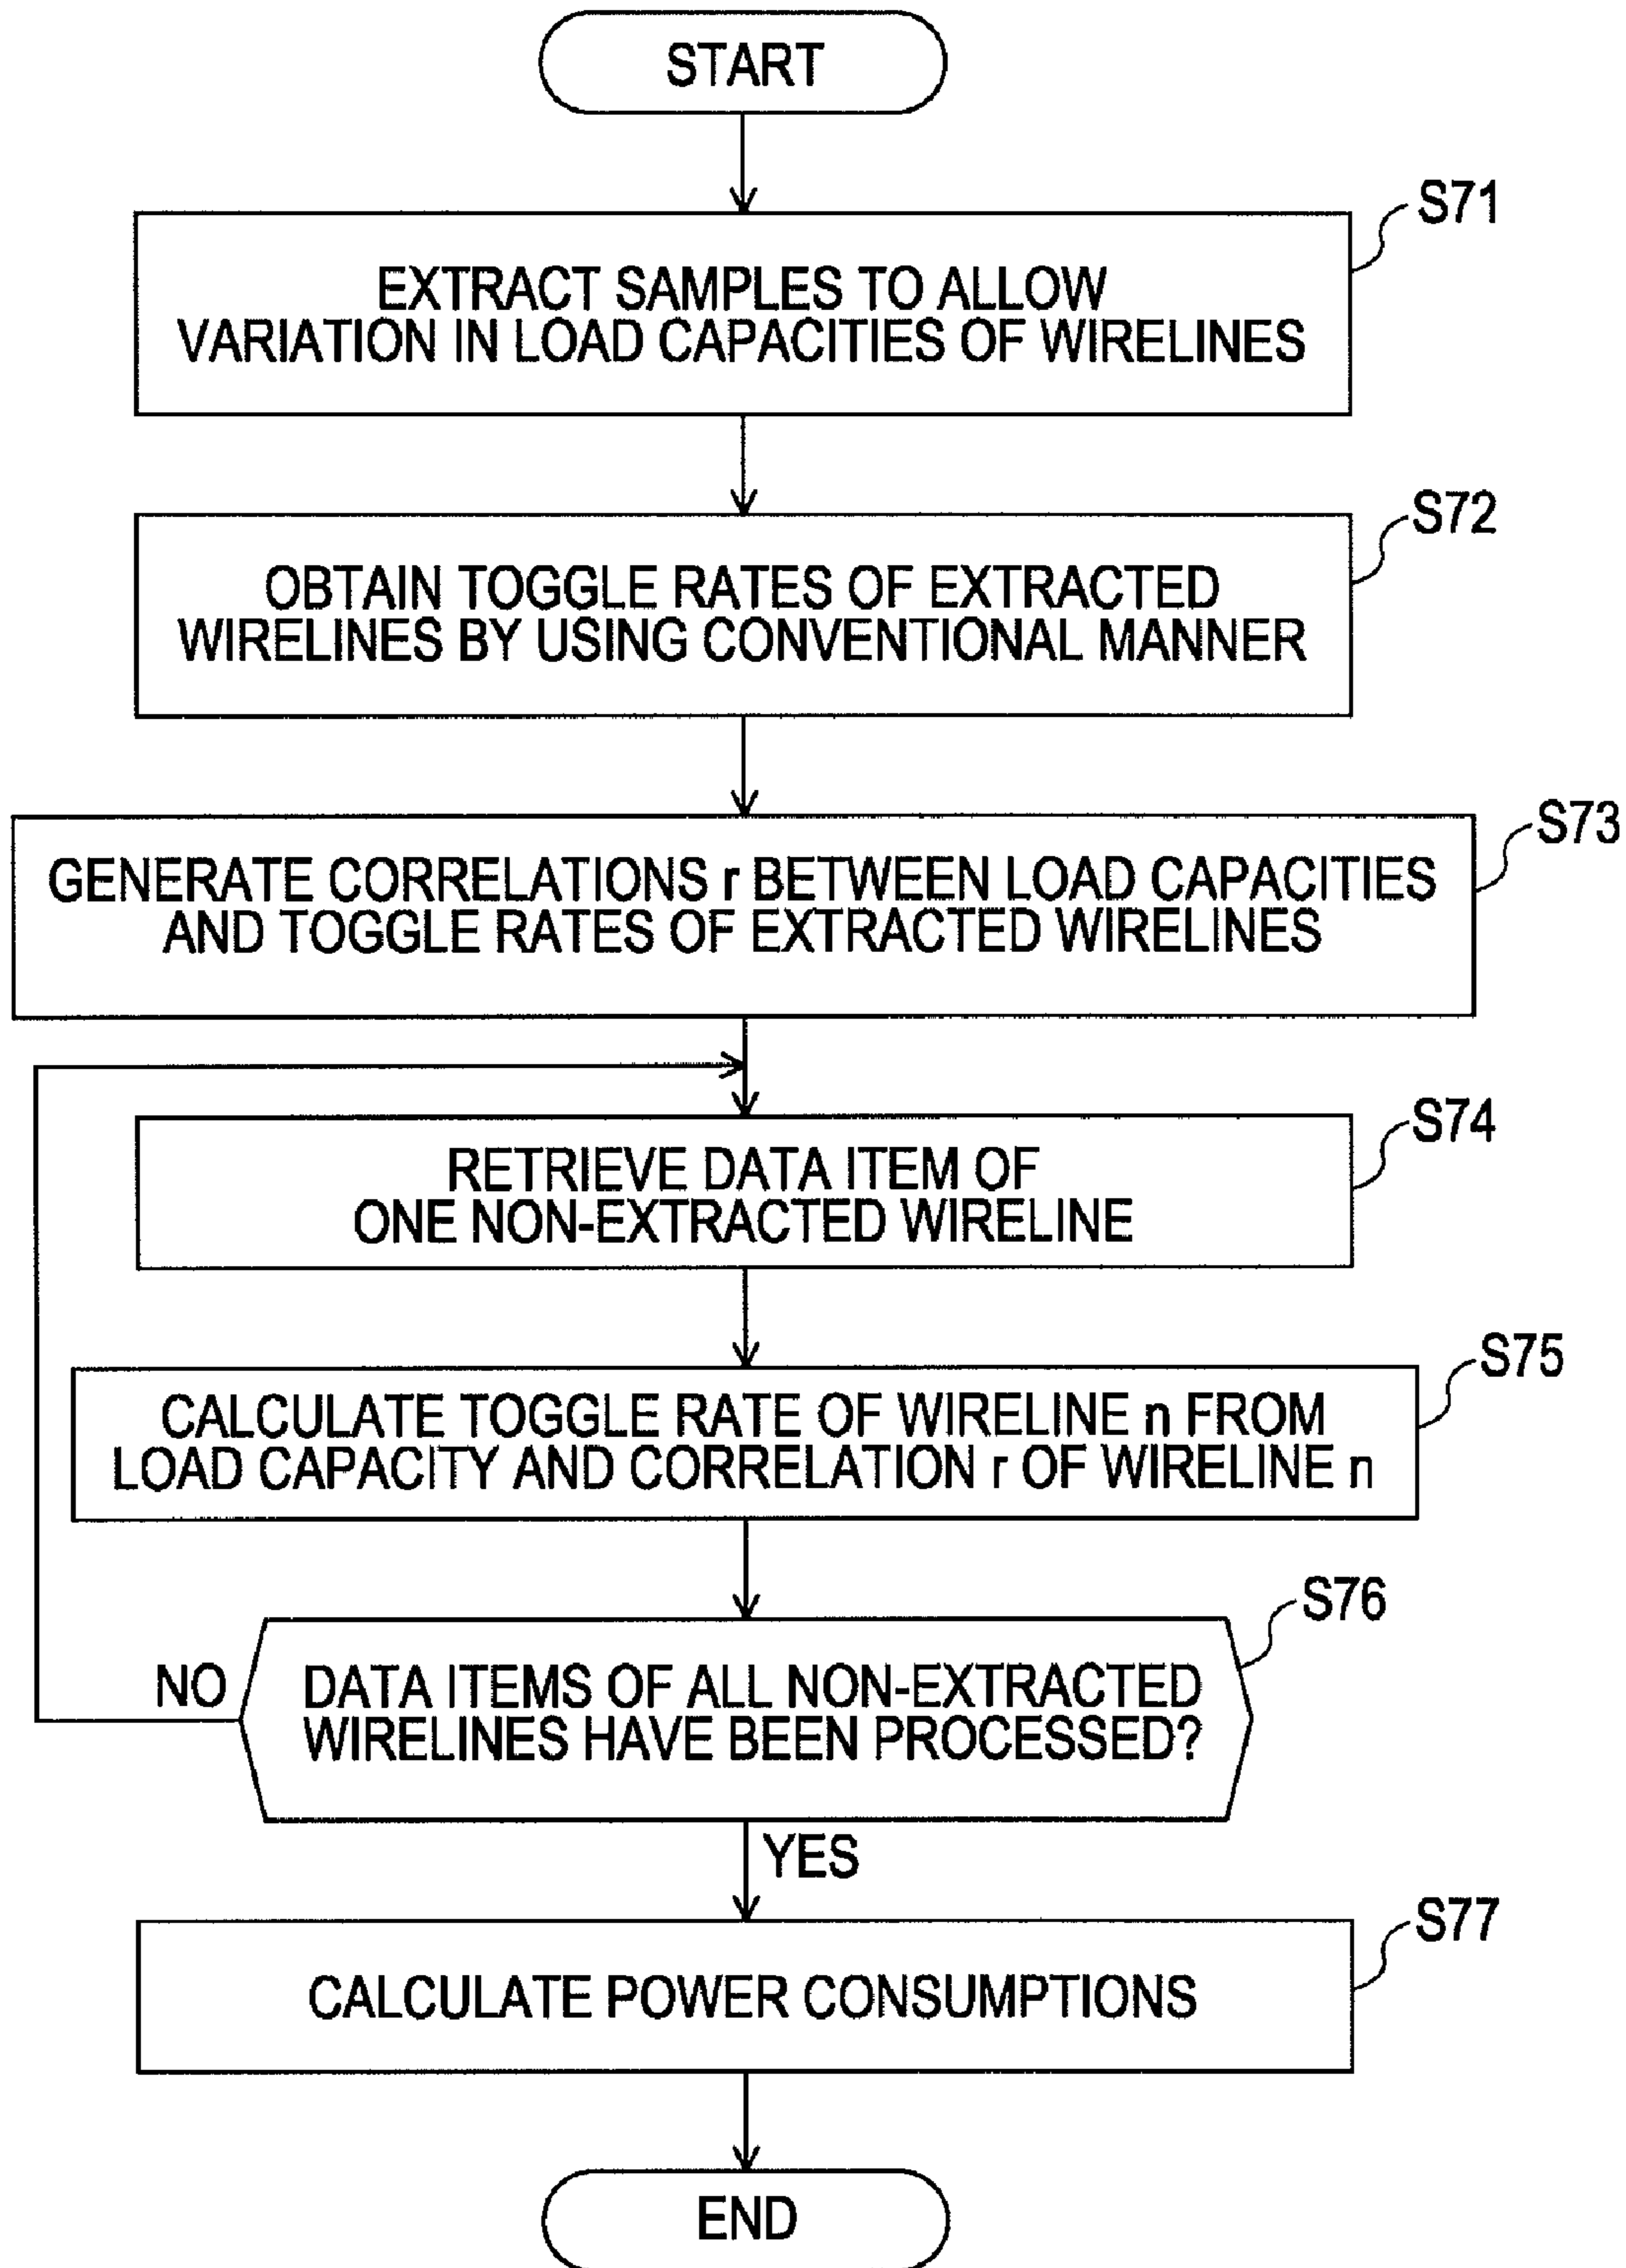 START
S71
EXTRACT SAMPLES TO ALLOW
VARIATION IN LOAD CAPACITIES OF WIRELINES
S72
OBTAIN TOGGLE RATES OF EXTRACTED
WIRELINES BY USING CONVENTIONAL MANNER
S73
GENERATE CORRELATIONS r BETWEEN LOAD CAPACITIES
AND TOGGLE RATES OF EXTRACTED WIRELINES
S74
RETRIEVE DATA ITEM OF
ONE NON-EXTRACTED WIRELINE
S75
CALCULATE TOGGLE RATE OF WIRELINE n FROM
LOAD CAPACITY AND CORRELATION r OF WIRELINE n
S76
NO
DATA ITEMS OF ALL NON-EXTRACTED
WIRELINES HAVE BEEN PROCESSED?
YES
S77
CALCULATE POWER CONSUMPTIONS
END